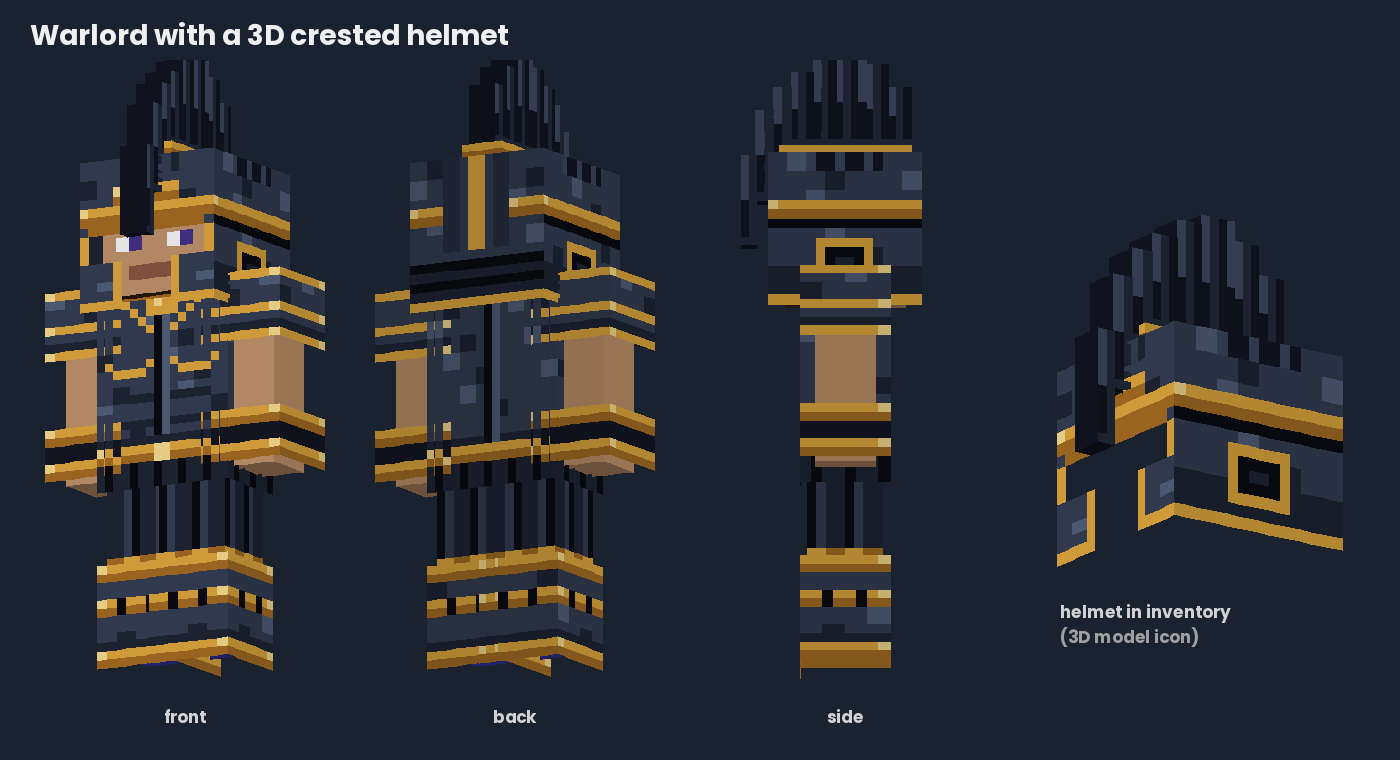 Warlord with a 3D crested helmet
helmet in inventory
(3D model icon)
front
back
side